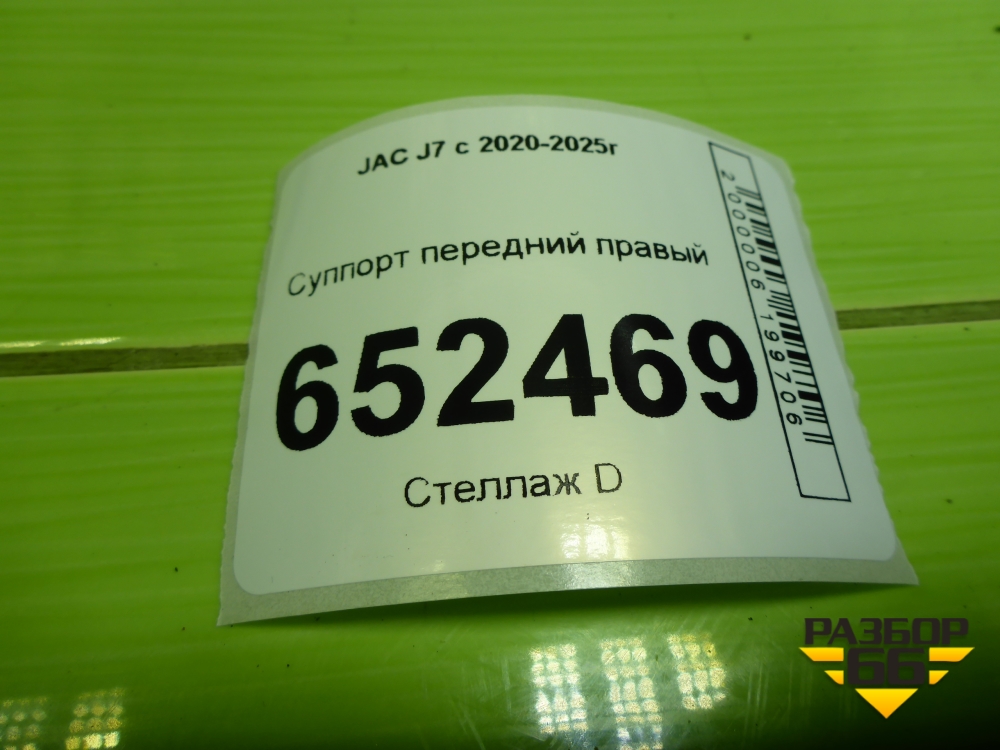 JAC J7 с 2020-2025г
Суппорт передний правый
652469
Стеллаж D
2000006199706
РАЗБОР
66